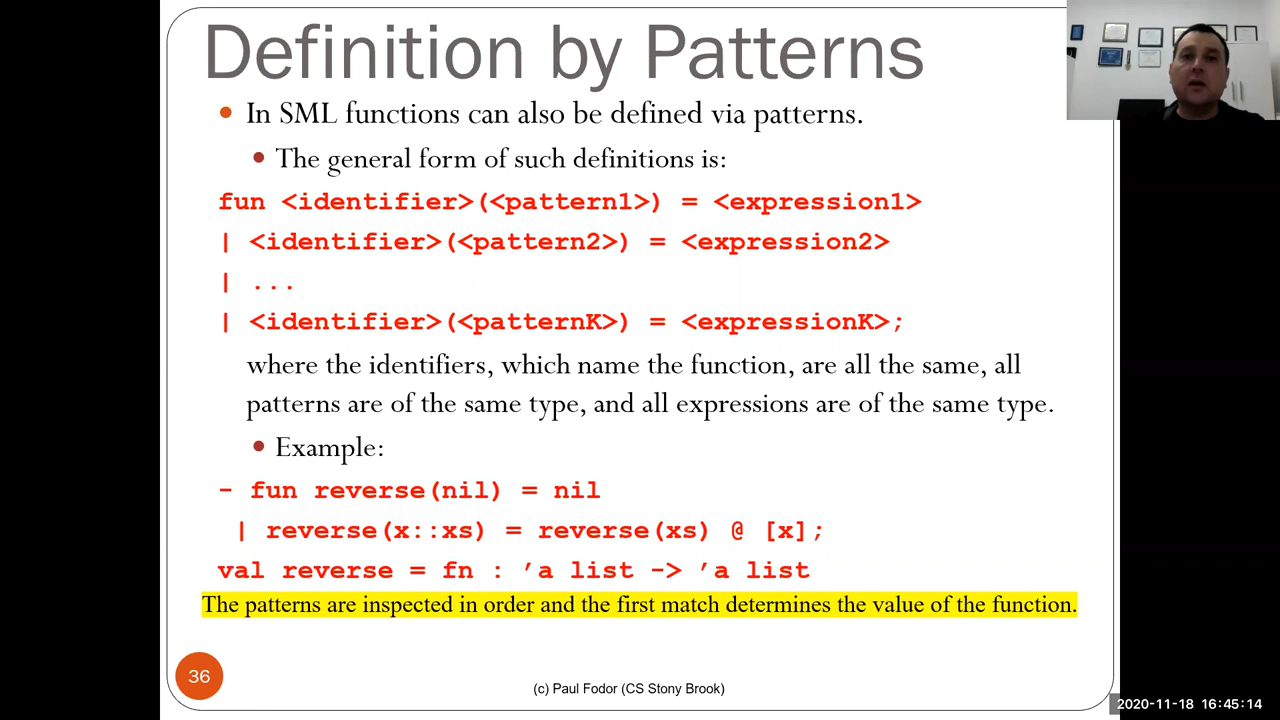 Definition by Patterns
• In SML functions can also be defined via patterns.
• The general form of such definitions is:
fun <identifier>(<pattern1>) = <expression1>
| <identifier>(<pattern2>) = <expression2>
| ...
| <identifier>(<patternK>) = <expressionK>;
where the identifiers, which name the function, are all the same, all
patterns are of the same type, and all expressions are of the same type.
• Example:
- fun reverse(nil) = nil
| reverse(x::xs) = reverse(xs) @ [x];
val reverse = fn : ’a list -> ’a list
The patterns are inspected in order and the first match determines the value of the function.
36
(c) Paul Fodor (CS Stony Brook)
2020-11-18 16:45:14